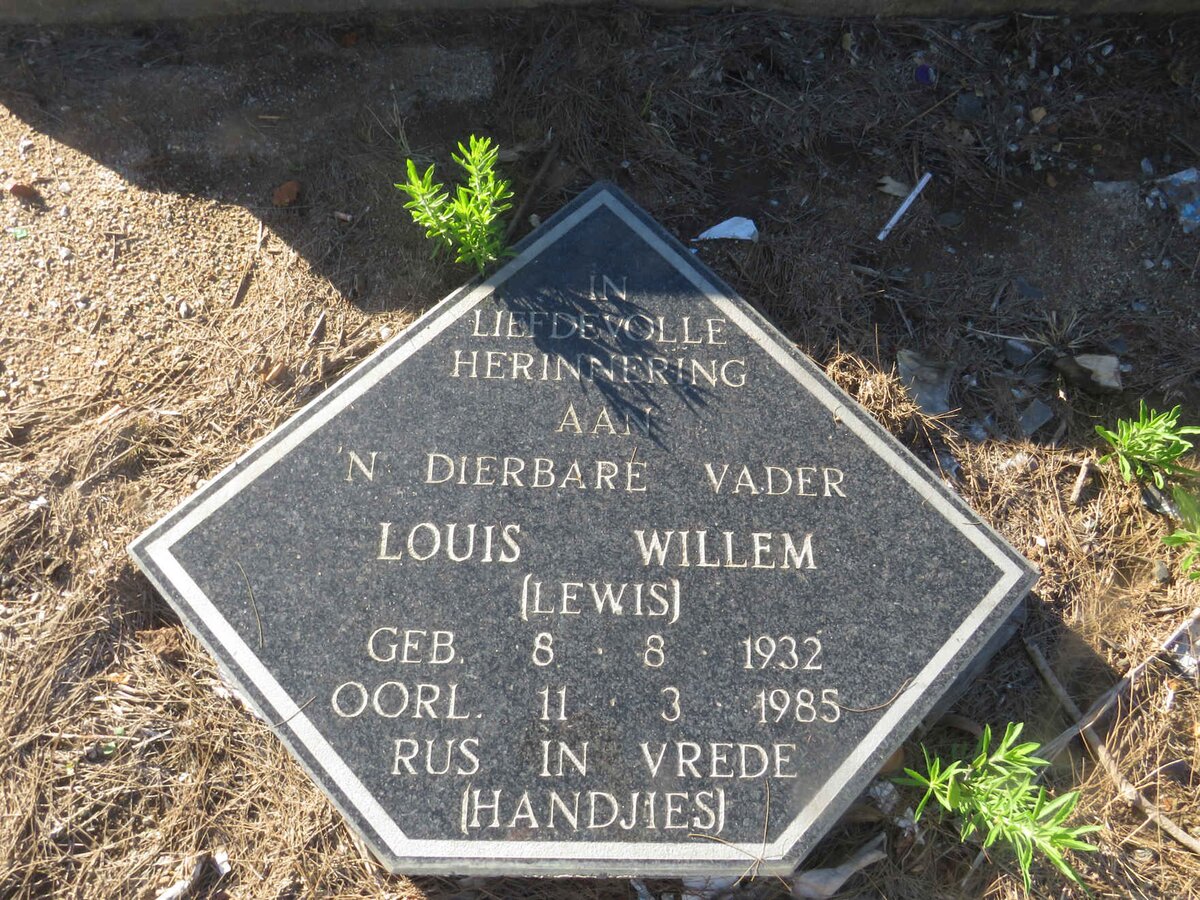 IN
LIEFDEVOLLE
HERINNERING
AAN
'N DIERBARE VADER
LOUIS WILLEM
(LEWIS)
GEB. 8 . 8 . 1932
OORL. 11 . 3 . 1985
RUS IN VREDE
(HANDJIES)